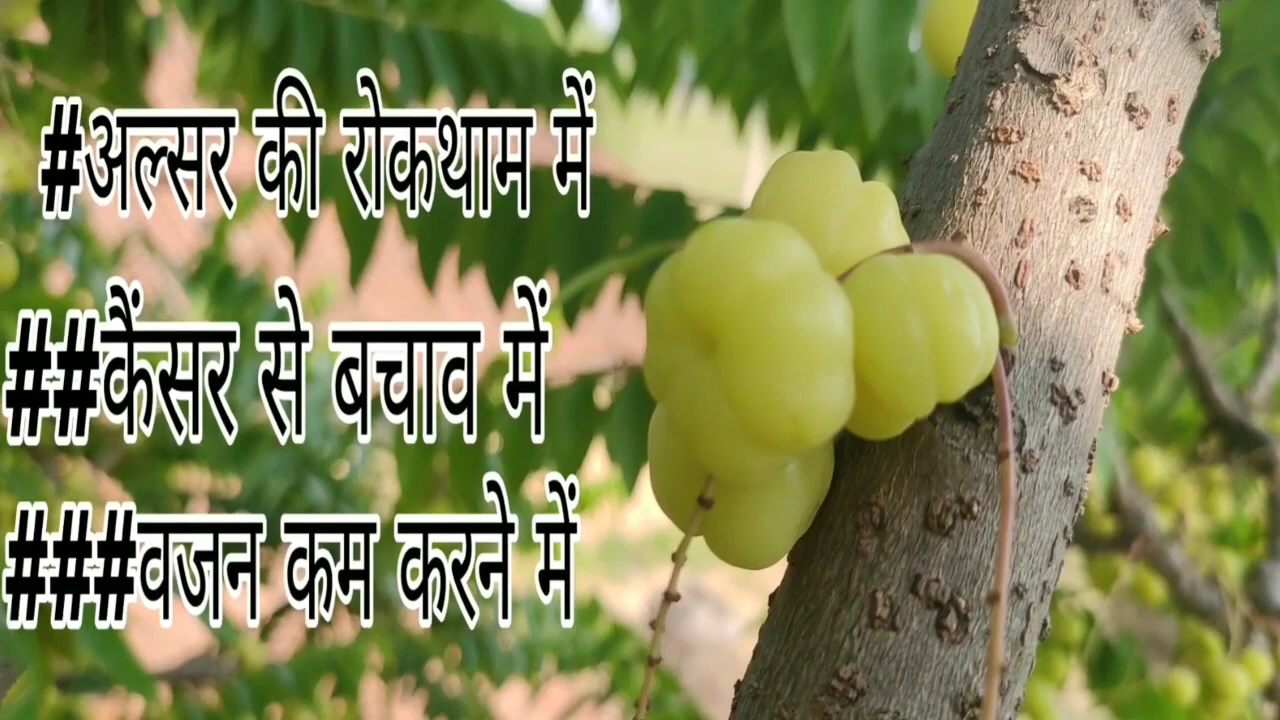 #अल्सर की रोकथाम में
##कैंसर से बचाव में
###वजन कम करने में